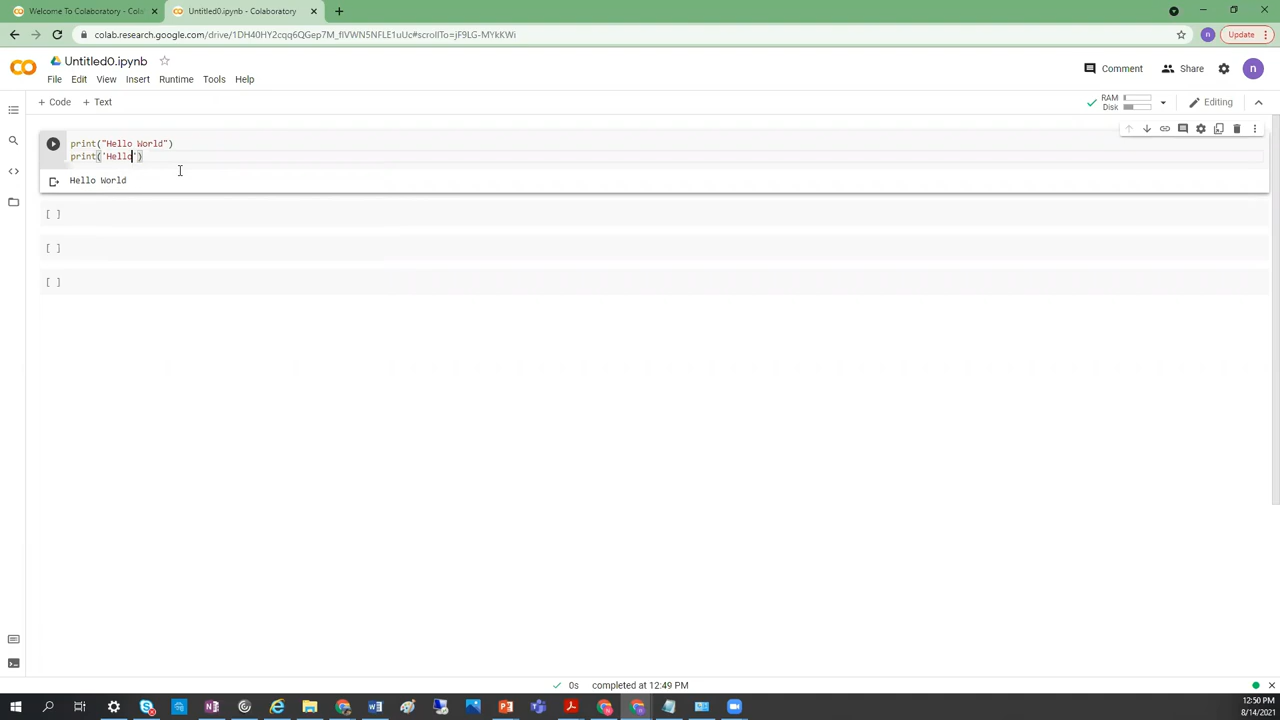 Welcome To Colaboratory - Cola
Untitled0.ipynb - Colaboratory
colab.research.google.com/drive/1DH40HY2cqq6QGep7M_fIVWN5NFLE1uUc#scrollTo=jF9LG-MYkKWi
n
Update
CO
Untitled0.ipynb
File Edit View Insert Runtime Tools Help
Comment
Share
n
+ Code + Text
RAM
Disk
Editing
print("Hello World")
print('Hello')
Hello World
[ ]
[ ]
[ ]
0s completed at 12:49 PM
12:50 PM
8/14/2021